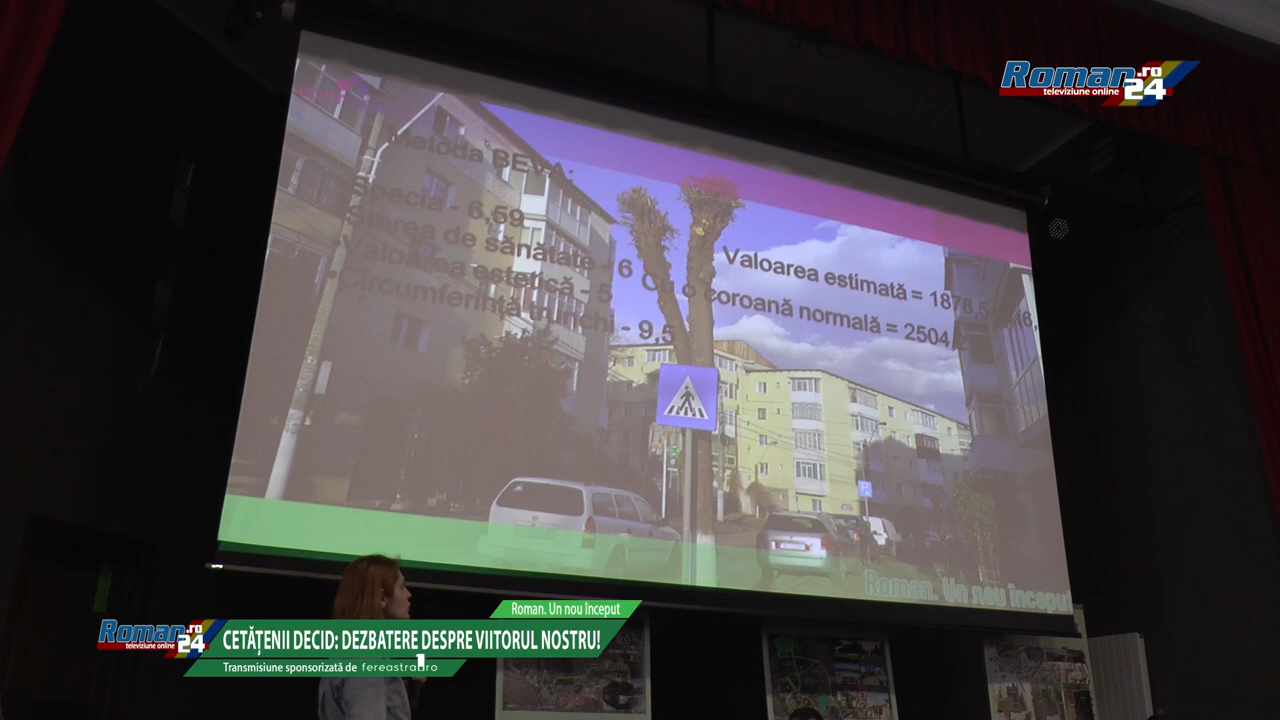 Roman.ro
televiziune online 24
Metoda BEVA
Specia - 6,59
Starea de sănătate - 6
Valoarea estetică - 5
Circumferință trunchi - 9,5
Valoarea estimată = 1878,5
Cu o coroană normală = 2504,
Roman. Un nou început
Roman. Un nou început
Roman.ro
televiziune online 24
CETĂȚENII DECID: DEZBATERE DESPRE VIITORUL NOSTRU!
Transmisiune sponsorizată de fereastra1.ro